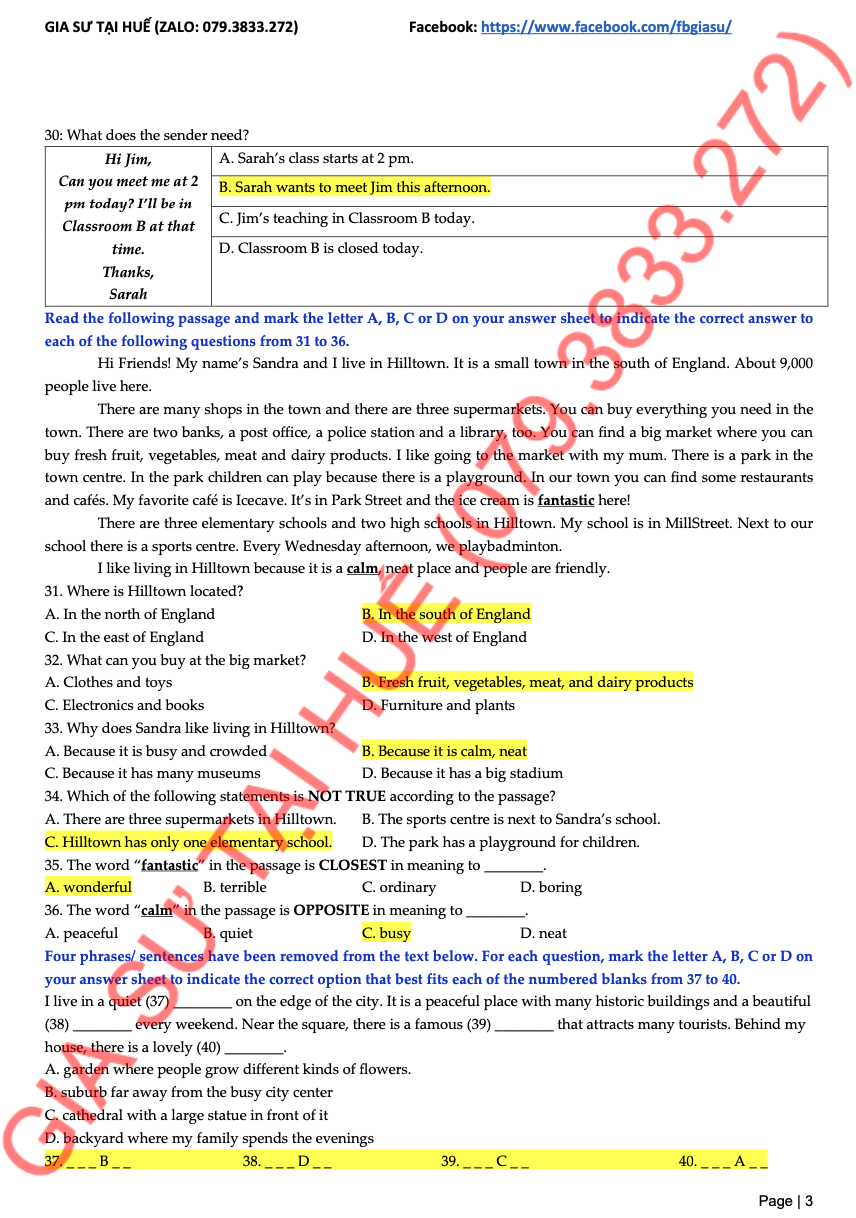 GIA SƯ TẠI HUẾ (ZALO: 079.3833.272) Facebook: https://www.facebook.com/fbgiasu/
30: What does the sender need?
Hi Jim,
Can you meet me at 2
pm today? I'll be in
Classroom B at that
time.
Thanks,
Sarah
A. Sarah's class starts at 2 pm.
B. Sarah wants to meet Jim this afternoon.
C. Jim's teaching in Classroom B today.
D. Classroom B is closed today.
Read the following passage and mark the letter A, B, C or D on your answer sheet to indicate the correct answer to
each of the following questions from 31 to 36.
Hi Friends! My name's Sandra and I live in Hilltown. It is a small town in the south of England. About 9,000
people live here.
There are many shops in the town and there are three supermarkets. You can buy everything you need in the
town. There are two banks, a post office, a police station and a library, too. You can find a big market where you can
buy fresh fruit, vegetables, meat and dairy products. I like going to the market with my mum. There is a park in the
town centre. In the park children can play because there is a playground. In our town you can find some restaurants
and cafés. My favorite café is Icecave. It's in Park Street and the ice cream is fantastic here!
There are three elementary schools and two high schools in Hilltown. My school is in MillStreet. Next to our
school there is a sports centre. Every Wednesday afternoon, we playbadminton.
I like living in Hilltown because it is a calm, neat place and people are friendly.
31. Where is Hilltown located?
A. In the north of England B. In the south of England
C. In the east of England D. In the west of England
32. What can you buy at the big market?
A. Clothes and toys B. Fresh fruit, vegetables, meat, and dairy products
C. Electronics and books D. Furniture and plants
33. Why does Sandra like living in Hilltown?
A. Because it is busy and crowded B. Because it is calm, neat
C. Because it has many museums D. Because it has a big stadium
34. Which of the following statements is NOT TRUE according to the passage?
A. There are three supermarkets in Hilltown. B. The sports centre is next to Sandra's school.
C. Hilltown has only one elementary school. D. The park has a playground for children.
35. The word “fantastic” in the passage is CLOSEST in meaning to ________.
A. wonderful B. terrible C. ordinary D. boring
36. The word “calm” in the passage is OPPOSITE in meaning to ________.
A. peaceful B. quiet C. busy D. neat
Four phrases/ sentences have been removed from the text below. For each question, mark the letter A, B, C or D on
your answer sheet to indicate the correct option that best fits each of the numbered blanks from 37 to 40.
I live in a quiet (37) ________ on the edge of the city. It is a peaceful place with many historic buildings and a beautiful
(38) ________ every weekend. Near the square, there is a famous (39) ________ that attracts many tourists. Behind my
house, there is a lovely (40) ________.
A. garden where people grow different kinds of flowers.
B. suburb far away from the busy city center
C. cathedral with a large statue in front of it
D. backyard where my family spends the evenings
37. _ _ _ B _ _ 38. _ _ _ D _ _ 39. _ _ _ C _ _ 40. _ _ _ A _ _
Page | 3
GIA SƯ TẠI HUẾ (079.3833.272)